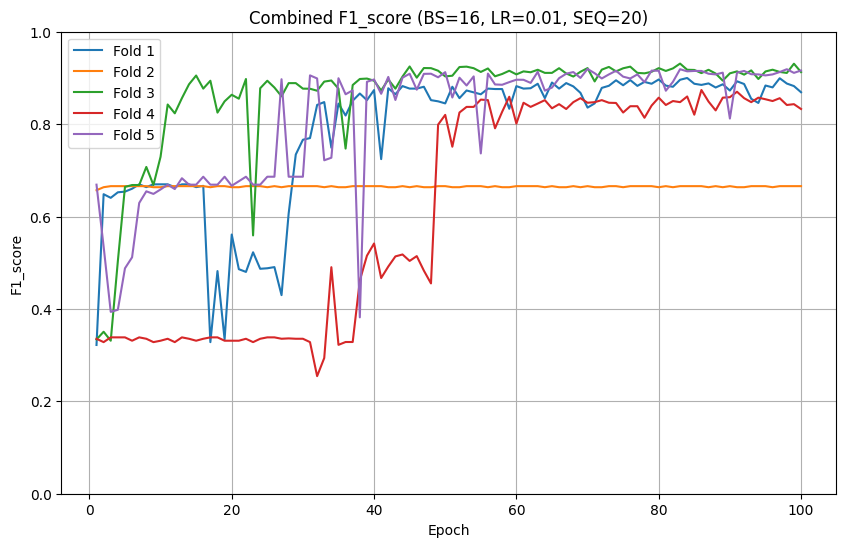 Combined F1_score (BS=16, LR=0.01, SEQ=20)
Fold 1
Fold 2
Fold 3
Fold 4
Fold 5
F1_score
1.0
0.8
0.6
0.4
0.2
0.0
0 20 40 60 80 100
Epoch